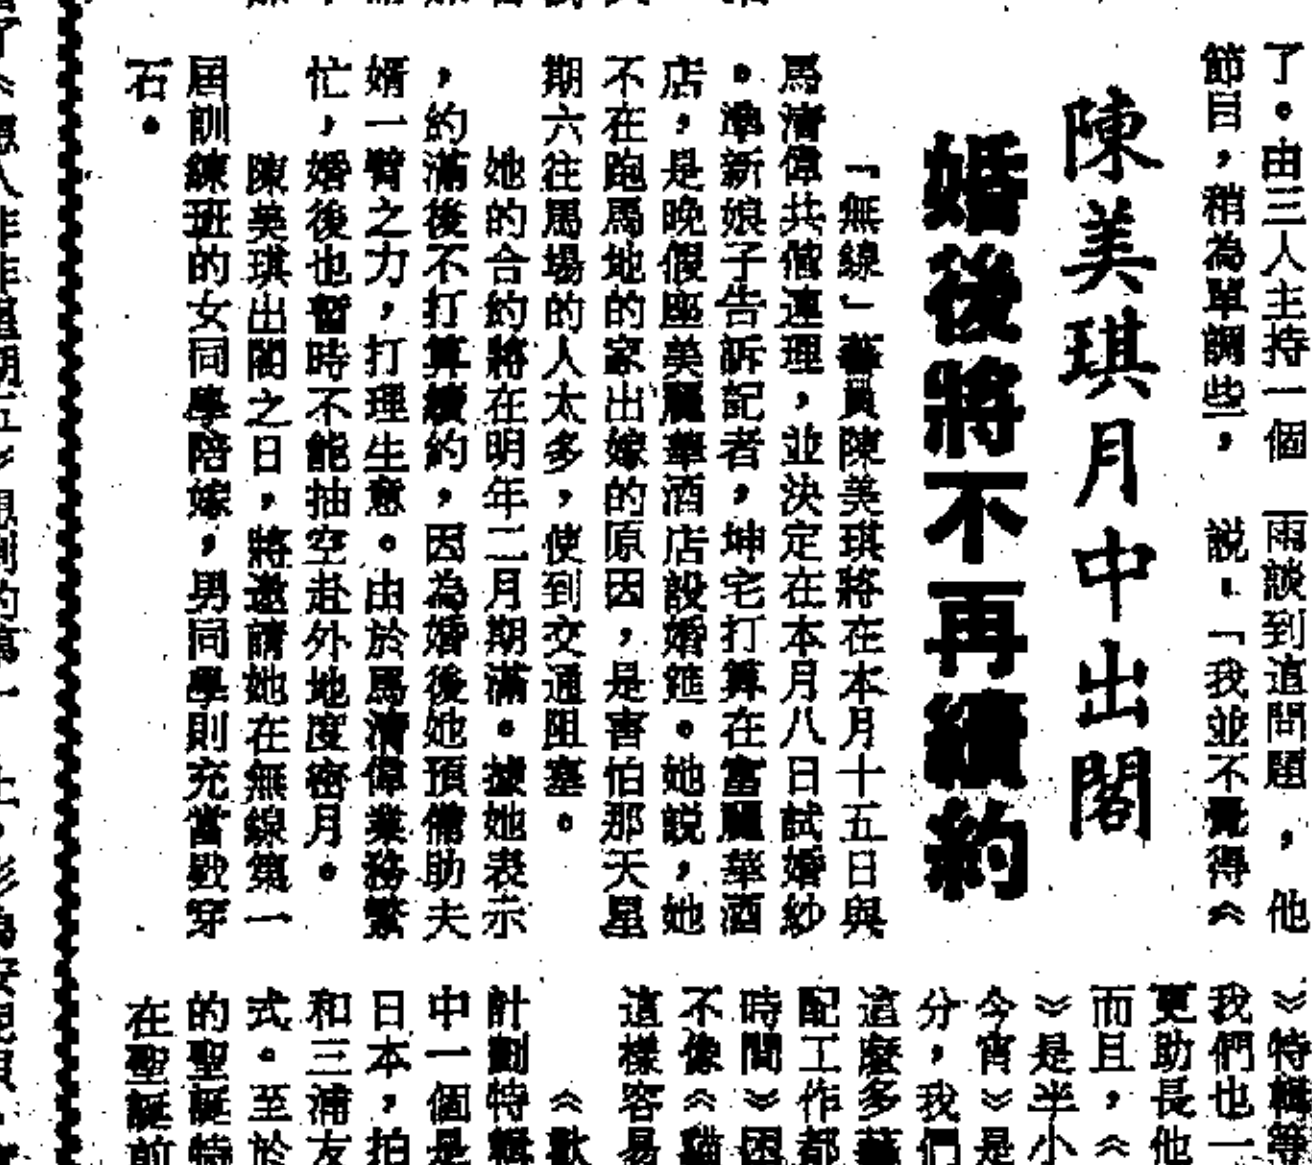 了。由三人主持一個
節目，稍為單調些，
雨談到這問題，他
説：「我並不覺得《
陳美琪月中出閣
婚後將不再續約
「無線」藝員陳美琪將在本月十五日與
馬清偉共偕連理，並決定在本月八日試婚紗
。準新娘子告訴記者，坤宅打算在富麗華酒
店，是晚假座美麗華酒店設婚筵。她説，她
不在跑馬地的家出嫁的原因，是害怕那天星
期六往馬場的人太多，使到交通阻塞。
她的合約將在明年二月期滿。據她表示
，約滿後不打算續約，因為婚後她預備助夫
婿一臂之力，打理生意。由於馬清偉業務繁
忙，婚後也暫時不能抽空赴外地度密月。
陳美琪出閣之日，將邀請她在無線第一
屆訓練班的女同學陪嫁，男同學則充當戥穿
石。
》特輯等
我們也一
更助長他
而且，《
》是半小
今宵》是
分，我們
這麼多藝
配工作都
時間》因
不像《貓
這樣容易
《歡
計劃特輯
中一個是
日本，拍
和三浦友
式。至於
的聖誕特
在聖誕前